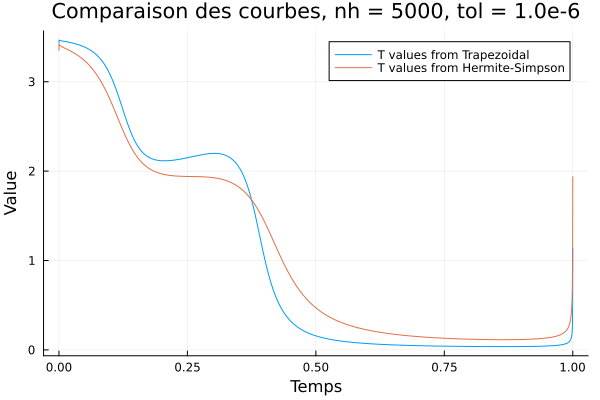 Comparaison des courbes, nh = 5000, tol = 1.0e-6
T values from Trapezoidal
T values from Hermite-Simpson
Value
3
2
1
0
0.00 0.25 0.50 0.75 1.00
Temps